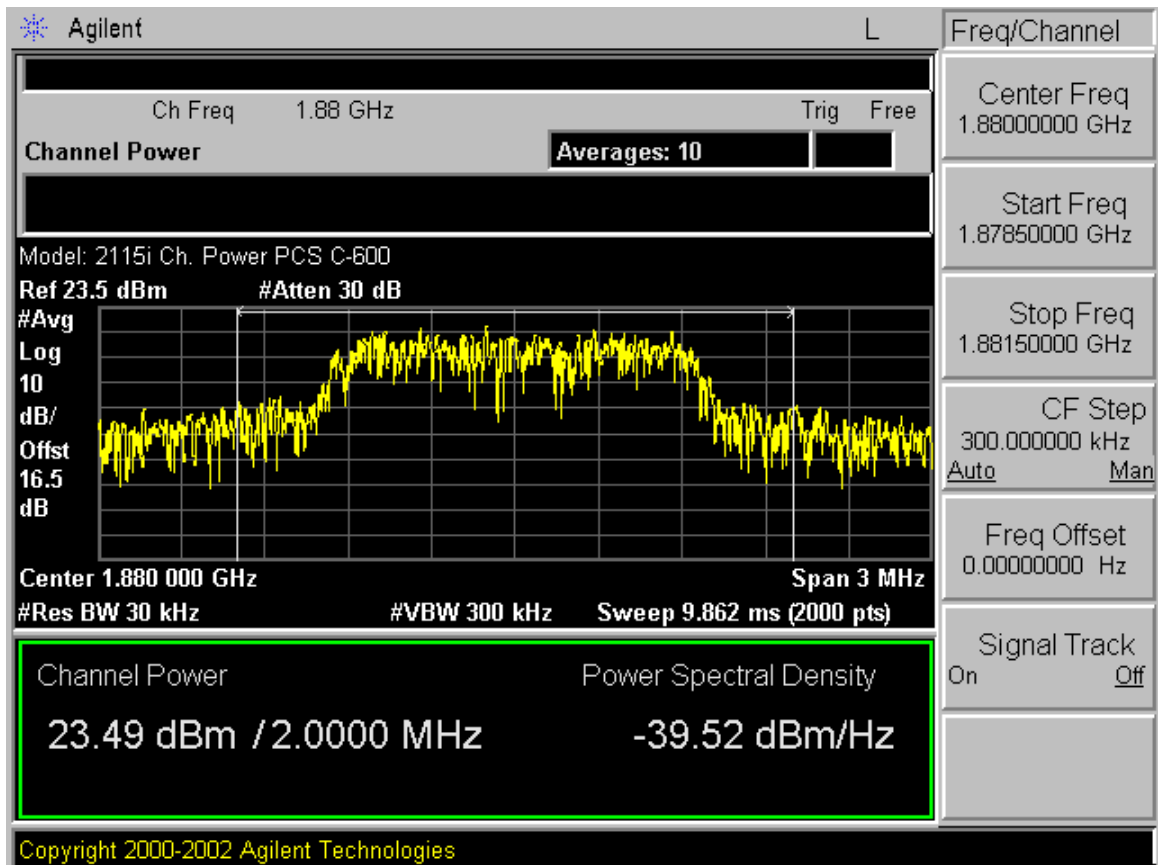 Agilent L
Ch Freq 1.88 GHz Trig Free
Channel Power Averages: 10
Model: 2115i Ch. Power PCS C-600
Ref 23.5 dBm #Atten 30 dB
#Avg
Log
10
dB/
Offst
16.5
dB
Center 1.880 000 GHz Span 3 MHz
#Res BW 30 kHz #VBW 300 kHz Sweep 9.862 ms (2000 pts)
Channel Power Power Spectral Density
23.49 dBm / 2.0000 MHz -39.52 dBm/Hz
Copyright 2000-2002 Agilent Technologies
Freq/Channel
Center Freq
1.88000000 GHz
Start Freq
1.87850000 GHz
Stop Freq
1.88150000 GHz
CF Step
300.000000 kHz
Auto Man
Freq Offset
0.00000000 Hz
Signal Track
On Off